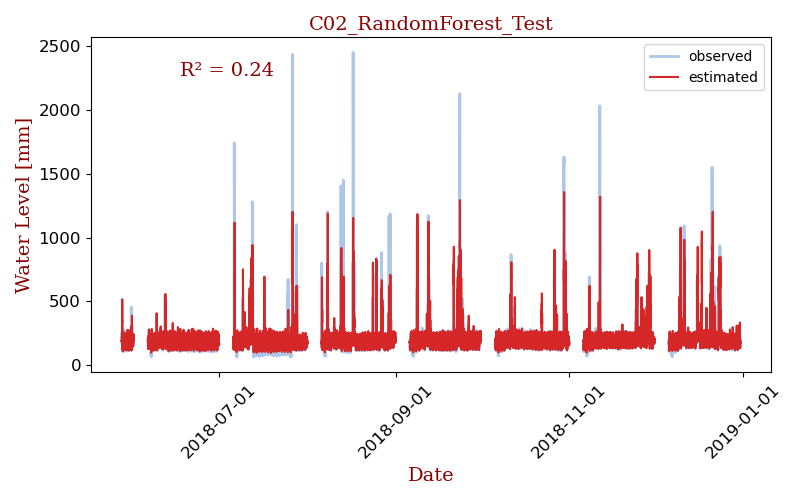 C02_RandomForest_Test
R² = 0.24
observed
estimated
Water Level [mm]
2500
2000
1500
1000
500
0
2018-07-01
2018-09-01
2018-11-01
2019-01-01
Date